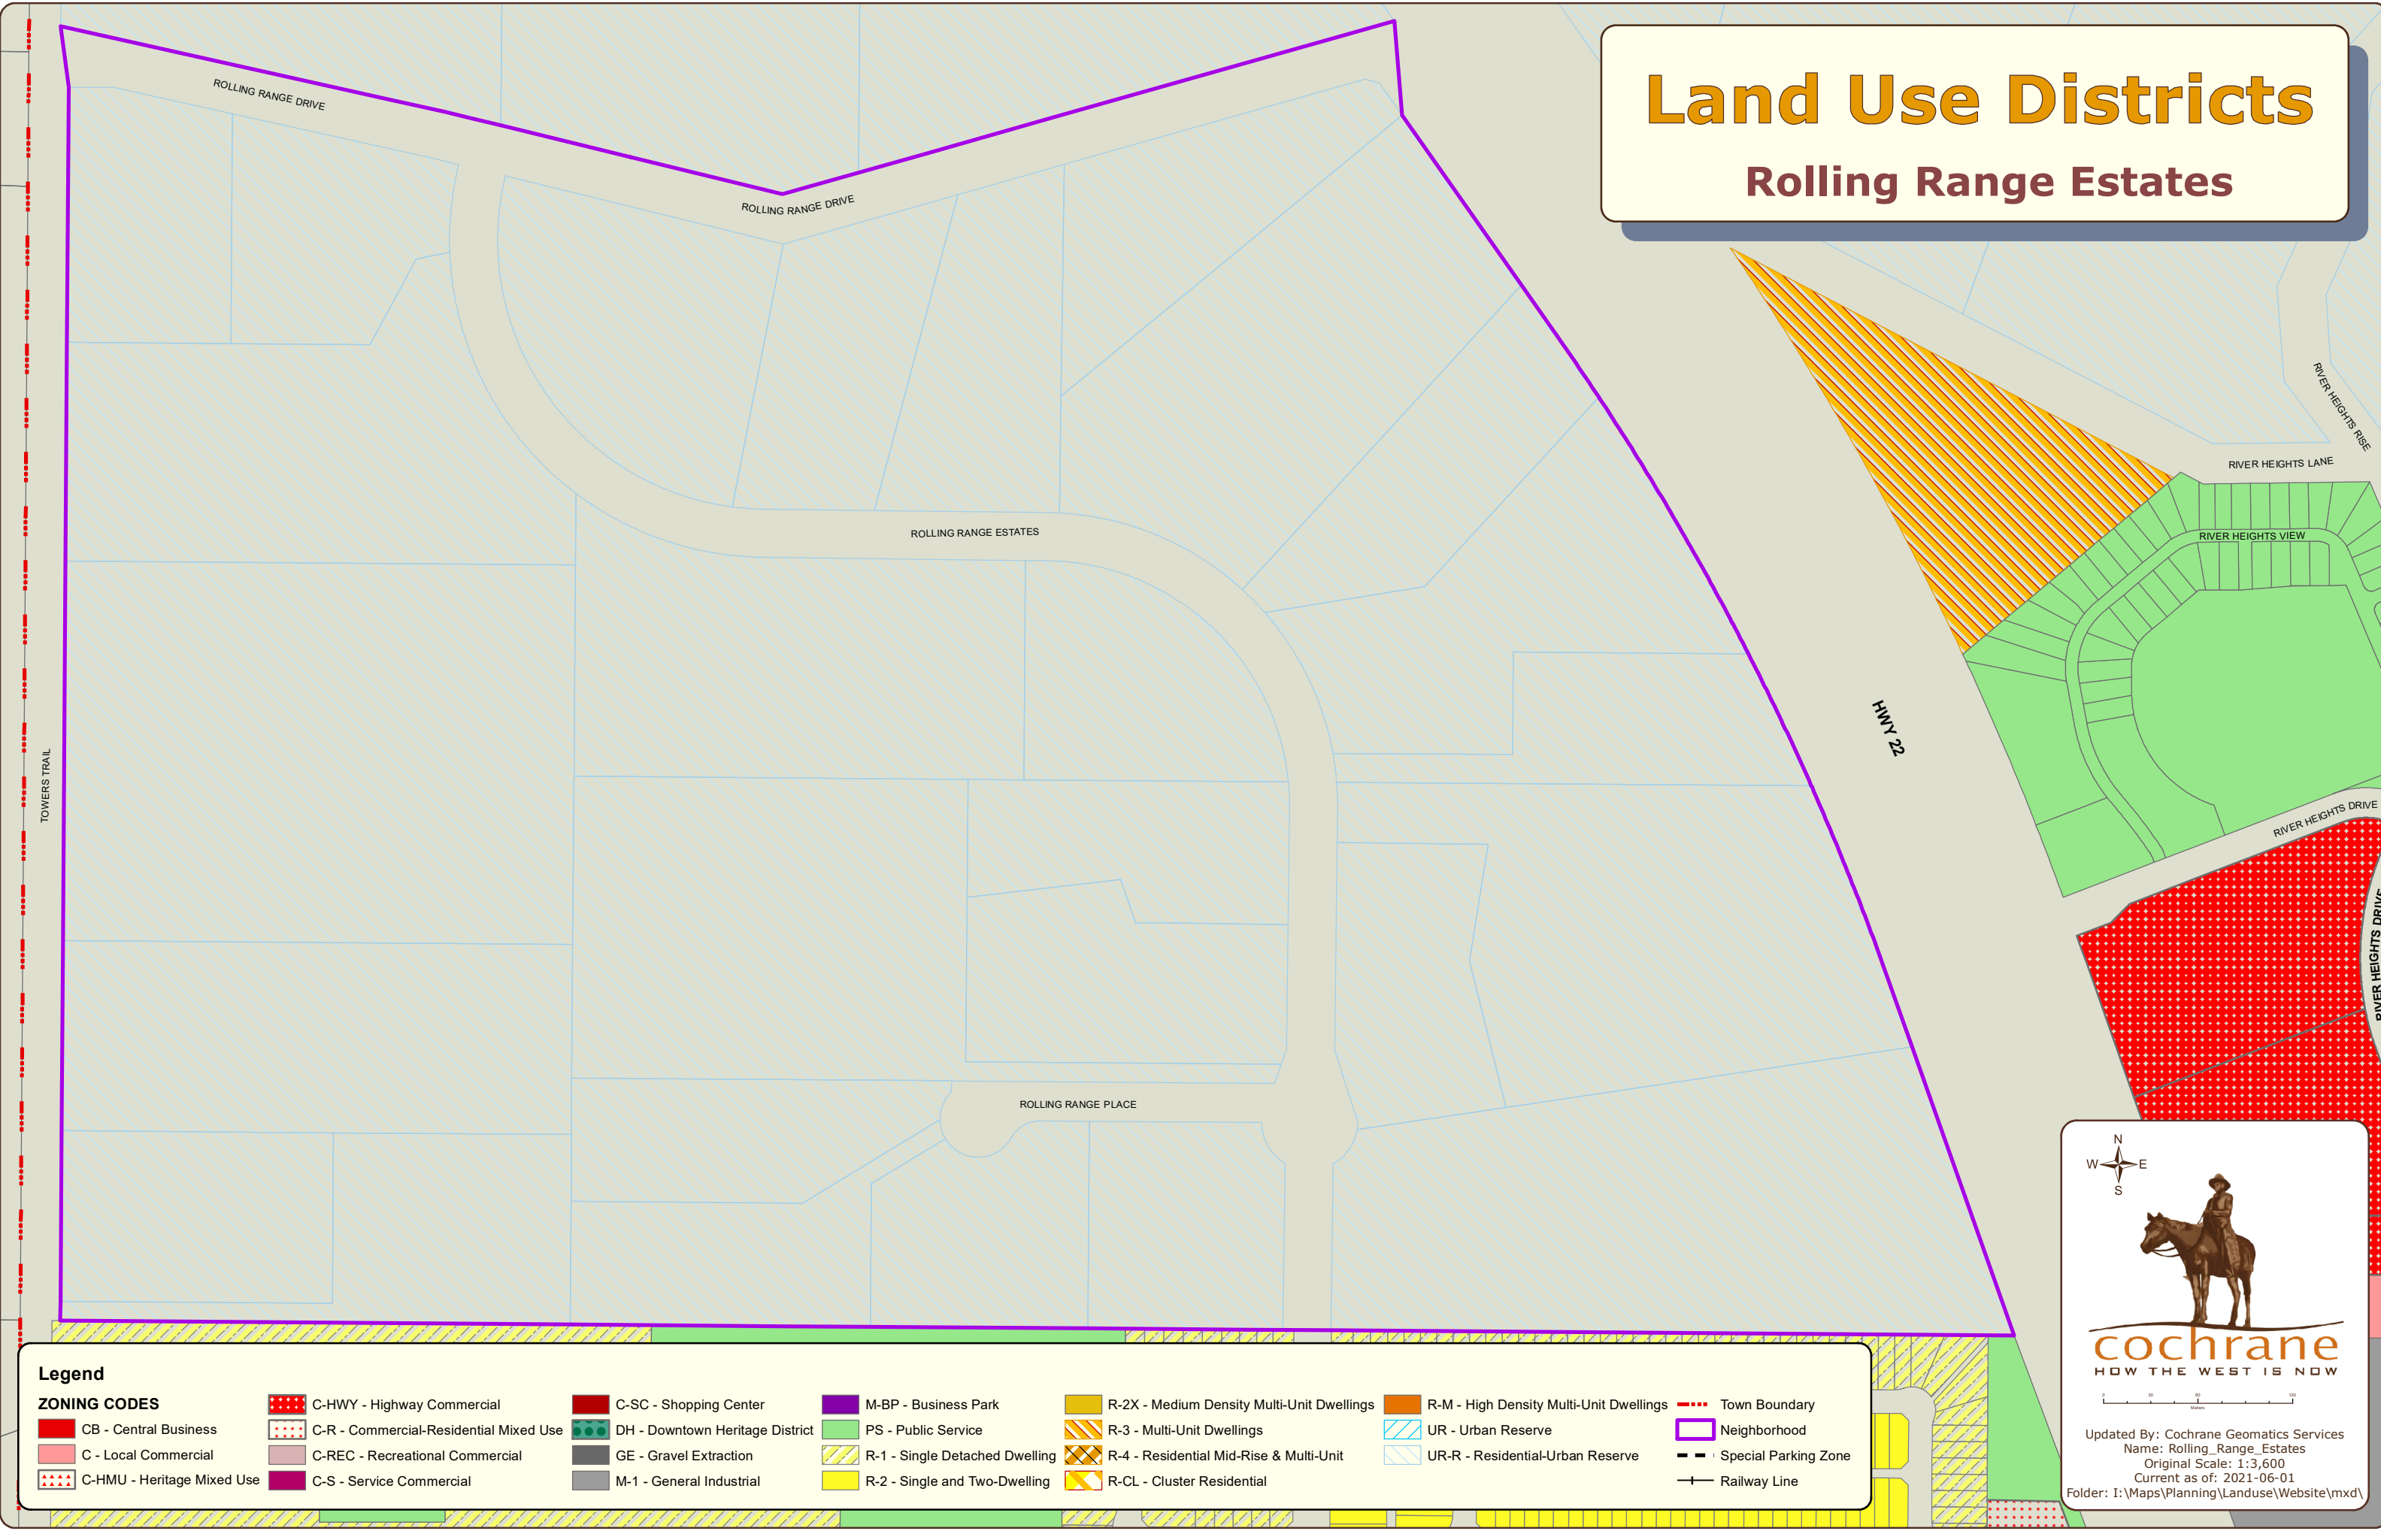 Land Use Districts
Rolling Range Estates
ROLLING RANGE DRIVE
ROLLING RANGE DRIVE
RIVER HEIGHTS RISE
RIVER HEIGHTS LANE
ROLLING RANGE ESTATES
RIVER HEIGHTS VIEW
HWY 22
TOWERS TRAIL
RIVER HEIGHTS DRIVE
RIVER HEIGHTS DRIVE
ROLLING RANGE PLACE
N
W E
S
cochrane
HOW THE WEST IS NOW
0 30 60 120
Meters
Updated By: Cochrane Geomatics Services
Name: Rolling_Range_Estates
Original Scale: 1:3,600
Current as of: 2021-06-01
Folder: I:\Maps\Planning\Landuse\Website\mxd\
Legend
ZONING CODES
CB - Central Business
C - Local Commercial
C-HMU - Heritage Mixed Use
C-HWY - Highway Commercial
C-R - Commercial-Residential Mixed Use
C-REC - Recreational Commercial
C-S - Service Commercial
C-SC - Shopping Center
DH - Downtown Heritage District
GE - Gravel Extraction
M-1 - General Industrial
M-BP - Business Park
PS - Public Service
R-1 - Single Detached Dwelling
R-2 - Single and Two-Dwelling
R-2X - Medium Density Multi-Unit Dwellings
R-3 - Multi-Unit Dwellings
R-4 - Residential Mid-Rise & Multi-Unit
R-CL - Cluster Residential
R-M - High Density Multi-Unit Dwellings
UR - Urban Reserve
UR-R - Residential-Urban Reserve
Town Boundary
Neighborhood
Special Parking Zone
Railway Line